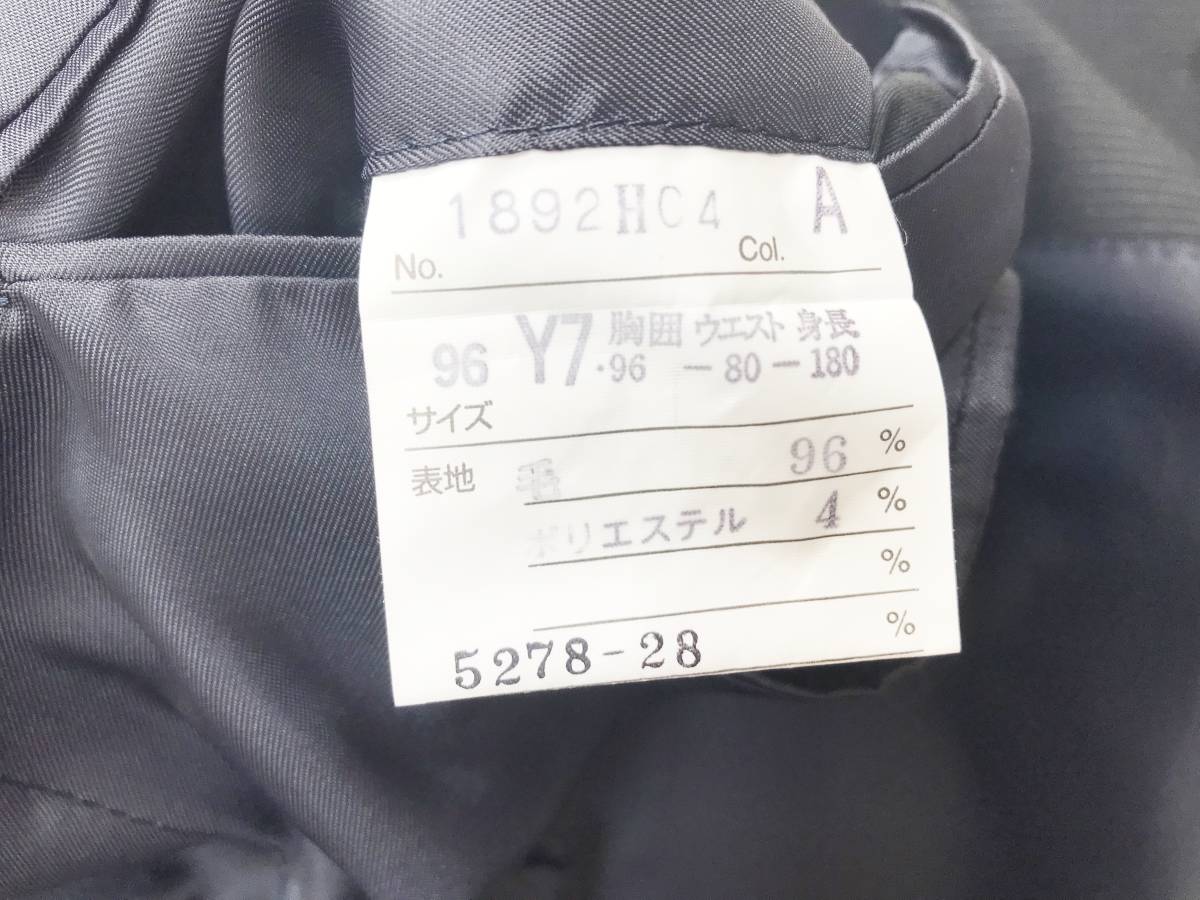 1892HC4 A
No. Col.
96 Y7 胸囲 ウエスト 身長
·96 -80-180
サイズ
表地 毛 96 %
ポリエステル 4 %
%
%
5278-28